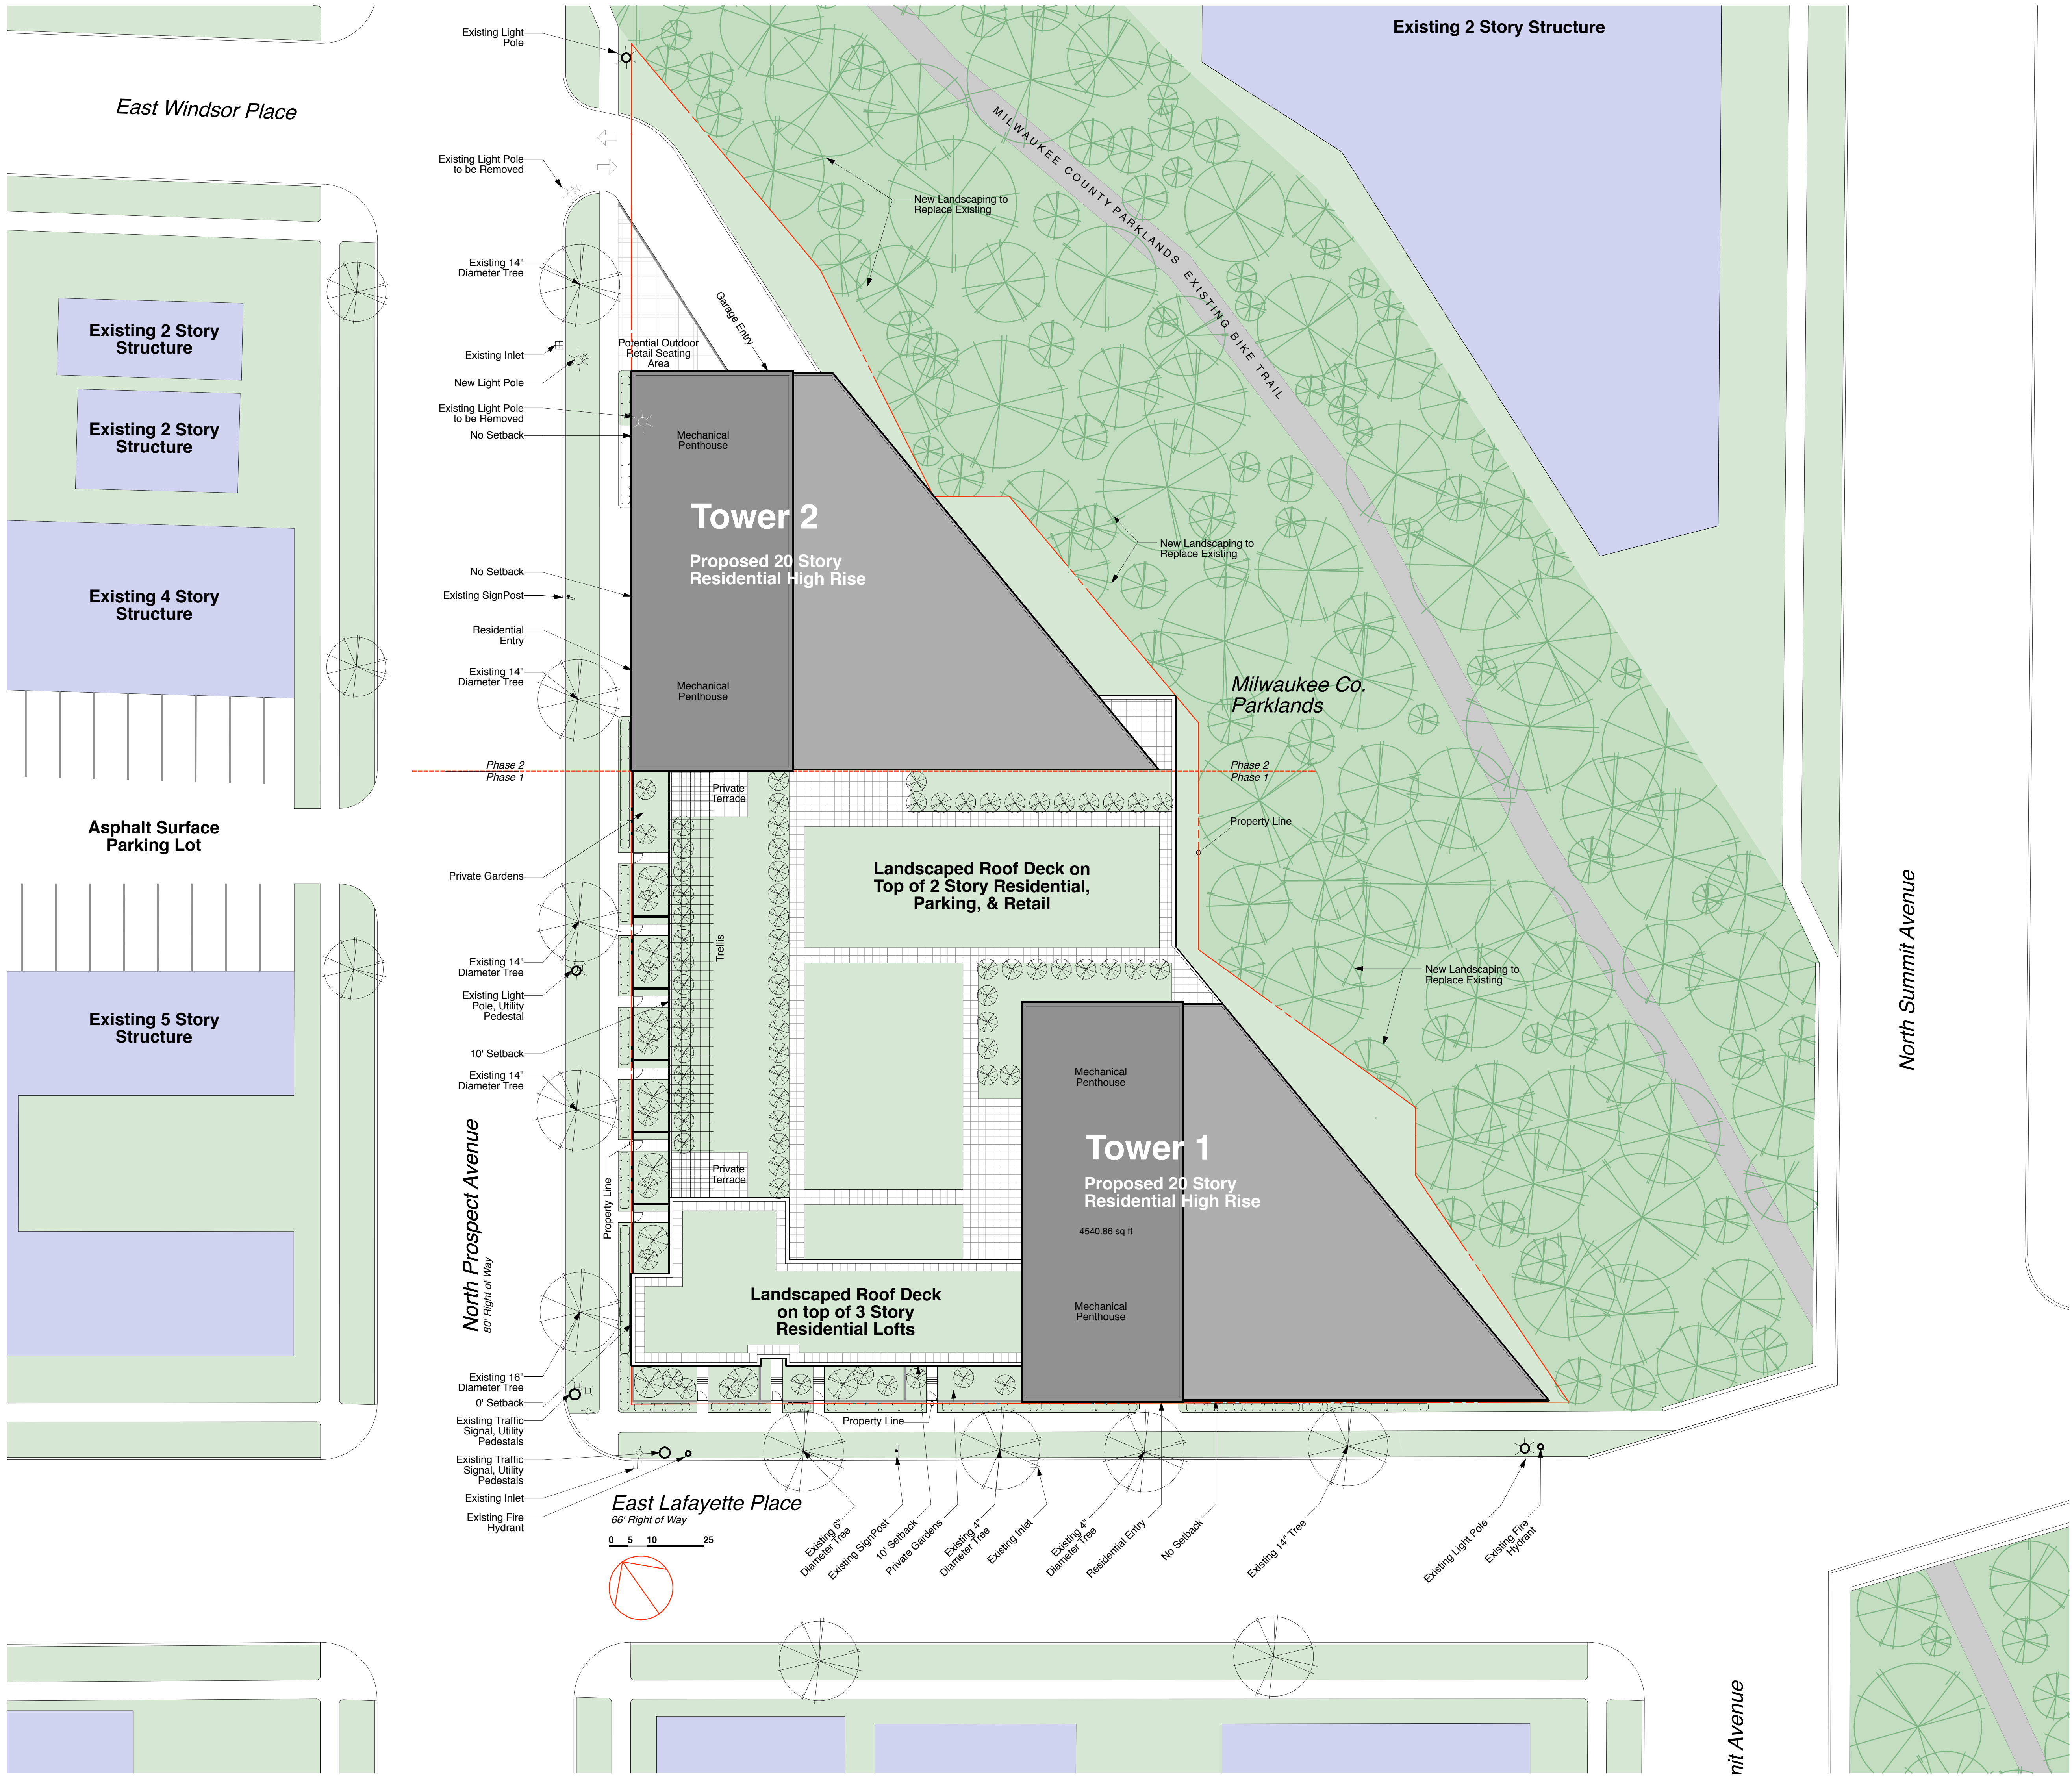 Existing 2 Story Structure
Existing Light
Pole
East Windsor Place
MILWAUKEE COUNTY PARKLANDS EXISTING BIKE TRAIL
Existing Light Pole
to be Removed
New Landscaping to
Replace Existing
Existing 14"
Diameter Tree
Garage Entry
Existing 2 Story
Structure
Potential Outdoor
Retail Seating
Area
Existing Inlet
New Light Pole
Existing Light Pole
to be Removed
No Setback
Existing 2 Story
Structure
Mechanical
Penthouse
Tower 2
Proposed 20 Story
Residential High Rise
New Landscaping to
Replace Existing
No Setback
Existing SignPost
Existing 4 Story
Structure
Residential
Entry
Existing 14"
Diameter Tree
Mechanical
Penthouse
Milwaukee Co.
Parklands
Phase 2
Phase 1
Phase 2
Phase 1
Private
Terrace
Property Line
Asphalt Surface
Parking Lot
Private Gardens
Landscaped Roof Deck on
Top of 2 Story Residential,
Parking, & Retail
Trellis
North Summit Avenue
Existing 14"
Diameter Tree
New Landscaping to
Replace Existing
Existing Light
Pole, Utility
Pedestal
Existing 5 Story
Structure
10' Setback
Existing 14"
Diameter Tree
Mechanical
Penthouse
Tower 1
Proposed 20 Story
Residential High Rise
4540.86 sq ft
Private
Terrace
Property Line
North Prospect Avenue
80' Right of Way
Landscaped Roof Deck
on top of 3 Story
Residential Lofts
Mechanical
Penthouse
Existing 16"
Diameter Tree
0' Setback
Existing Traffic
Signal, Utility
Pedestals
Property Line
Existing Traffic
Signal, Utility
Pedestals
Existing Inlet
Existing Fire
Hydrant
East Lafayette Place
66' Right of Way
0 5 10 25
Existing 6"
Diameter Tree
Existing SignPost
10' Setback
Private Gardens
Existing 4"
Diameter Tree
Existing Inlet
Existing 4"
Diameter Tree
Residential Entry
No Setback
Existing 14" Tree
Existing Light Pole
Existing Fire
Hydrant
mit Avenue